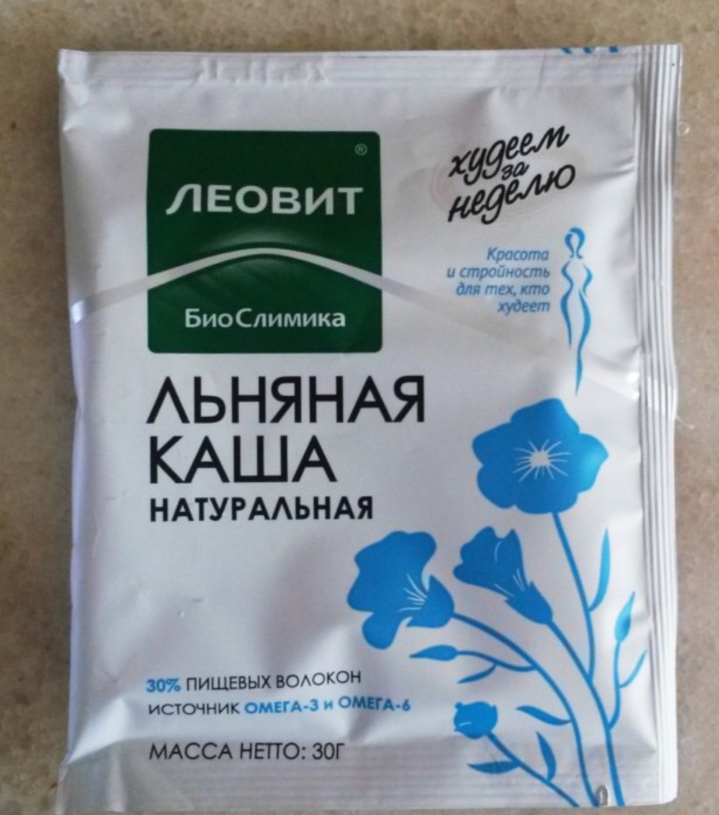 ЛЕОВИТ
®
БиоСлимика
худеем
за
неделю
Красота
и стройность
для тех, кто
худеет
ЛЬНЯНАЯ
КАША
НАТУРАЛЬНАЯ
30% ПИЩЕВЫХ ВОЛОКОН
ИСТОЧНИК ОМЕГА-3 и ОМЕГА-6
МАССА НЕТТО: 30Г